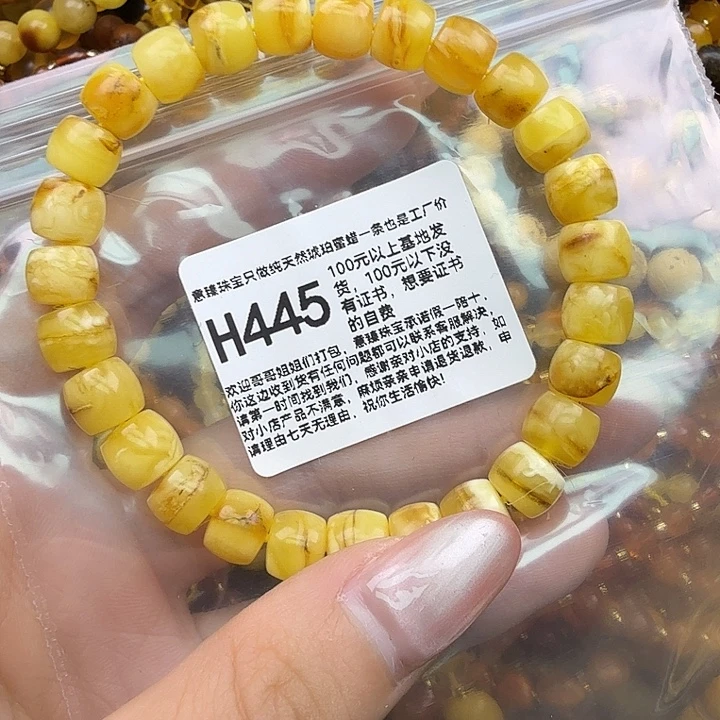 意臻珠宝只做纯天然琥珀蜜蜡一条也是工厂价
H445
100元以上基地发
货，100元以下没
有证书，想要证书
的自费
欢迎哥哥姐姐们打包，意臻珠宝承诺假一赔十，
你这边收到货有任何问题都可以联系客服解决，如
请第一时间找到我们，感谢亲对小店的支持，
对小店产品不满意，麻烦亲亲申请退货退款，申
请理由七天无理由，祝你生活愉快！